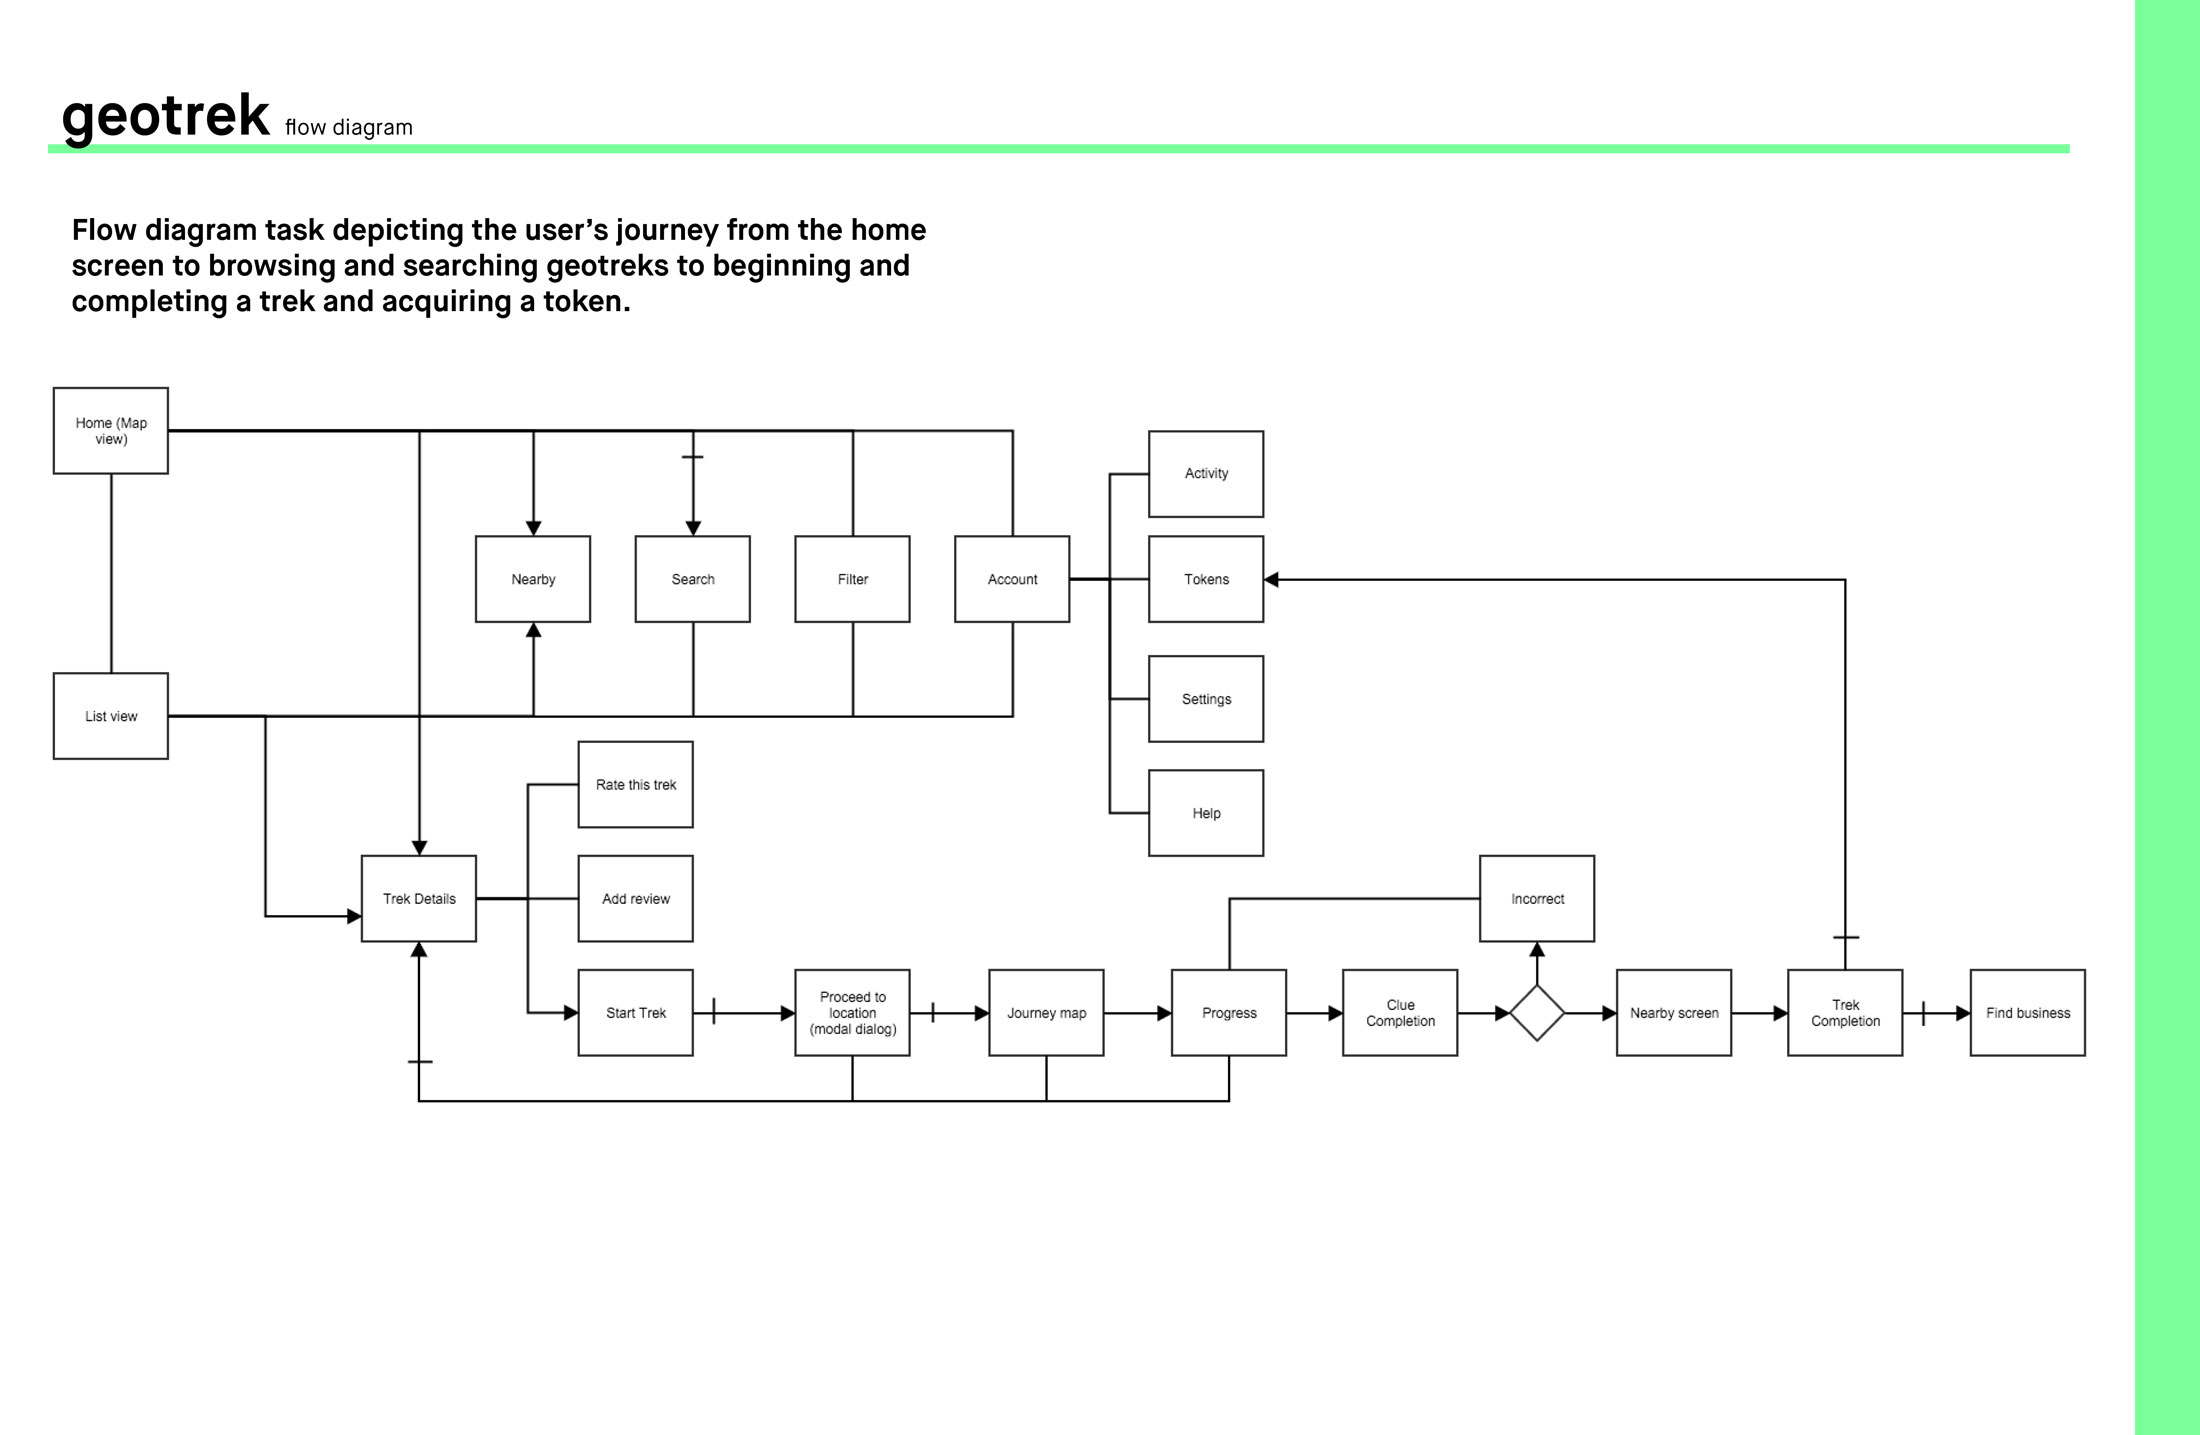 geotrek flow diagram
Flow diagram task depicting the user’s journey from the home
screen to browsing and searching geotreks to beginning and
completing a trek and acquiring a token.
Home (Map
view)
Activity
Nearby
Search
Filter
Account
Tokens
List view
Settings
Rate this trek
Help
Trek Details
Add review
Incorrect
Start Trek
Proceed to
location
(modal dialog)
Journey map
Progress
Clue
Completion
Nearby screen
Trek
Completion
Find business